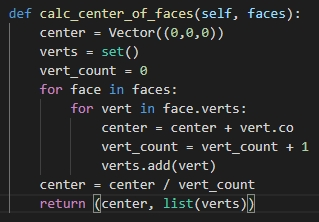 def calc_center_of_faces(self, faces):
    center = Vector((0,0,0))
    verts = set()
    vert_count = 0
    for face in faces:
        for vert in face.verts:
            center = center + vert.co
            vert_count = vert_count + 1
            verts.add(vert)
    center = center / vert_count
    return (center, list(verts))